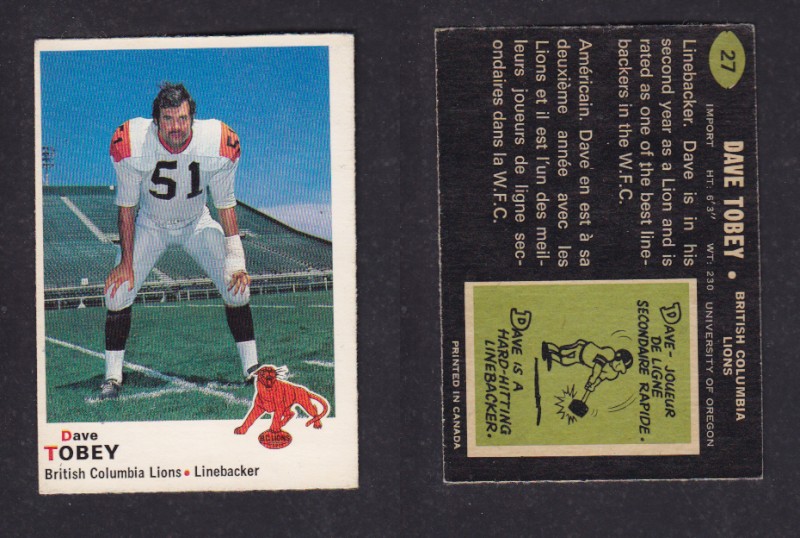 51
51
B.C. LIONS
Dave
TOBEY
British Columbia Lions • Linebacker
27
DAVE TOBEY • BRITISH COLUMBIA
LIONS
IMPORT HT: 6'3" WT: 230 UNIVERSITY OF OREGON
Linebacker. Dave is in his
second year as a Lion and is
rated as one of the best line-
backers in the W.F.C.
Américain. Dave en est à sa
deuxième année avec les
Lions et il est l'un des meil-
leurs joueurs de ligne sec-
ondaires dans la W.F.C.
DAVE - JOUEUR
DE LIGNE
SECONDAIRE RAPIDE.
DAVE IS A
HARD-HITTING
LINEBACKER.
PRINTED IN CANADA